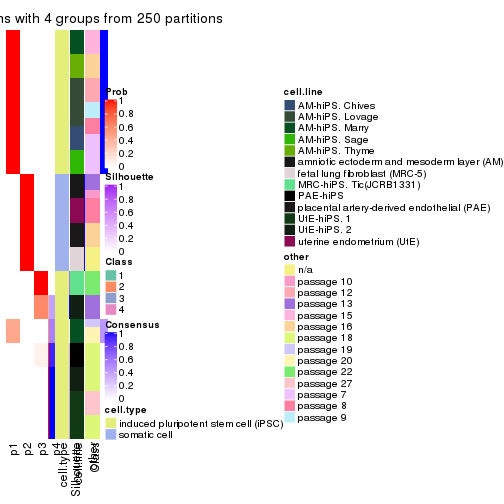 ns with 4 groups from 250 partitions
Prob
1
0.8
0.6
0.4
0.2
0
Silhouette
1
0.8
0.6
0.4
0.2
0
Class
1
2
3
4
Consensus
1
0.8
0.6
0.4
0.2
0
cell.type
induced pluripotent stem cell (iPSC)
somatic cell
cell.line
AM-hiPS. Chives
AM-hiPS. Lovage
AM-hiPS. Marry
AM-hiPS. Sage
AM-hiPS. Thyme
amniotic ectoderm and mesoderm layer (AM)
fetal lung fibroblast (MRC-5)
MRC-hiPS. Tic(JCRB1331)
PAE-hiPS
placental artery-derived endothelial (PAE)
UtE-hiPS. 1
UtE-hiPS. 2
uterine endometrium (UtE)
other
n/a
passage 10
passage 12
passage 13
passage 15
passage 16
passage 18
passage 19
passage 20
passage 22
passage 27
passage 7
passage 8
passage 9
p1
p2
p3
p4
cell.type
Silhouette
cell.line
other
Class